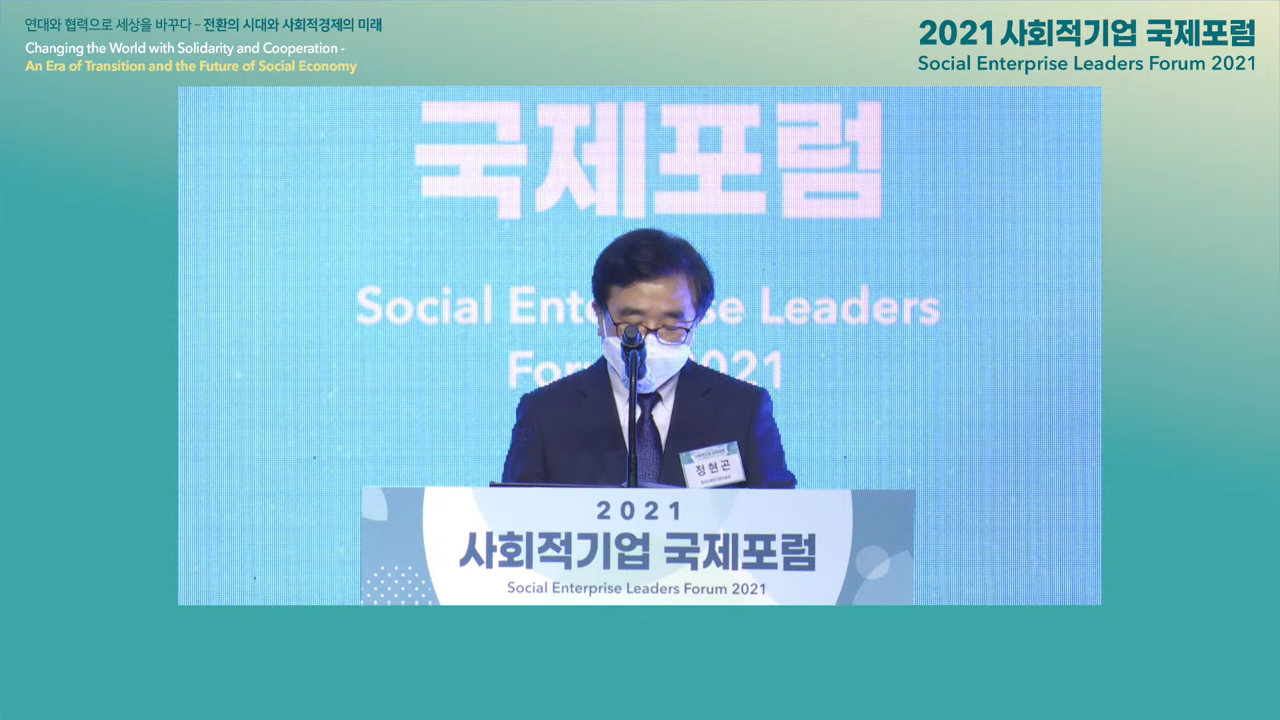 연대와 협력으로 세상을 바꾸다 – 전환의 시대와 사회적경제의 미래
Changing the World with Solidarity and Cooperation -
An Era of Transition and the Future of Social Economy
2021 사회적기업 국제포럼
Social Enterprise Leaders Forum 2021
국제포럼
Social Ent se Leaders
For 021
정현곤
2021
사회적기업 국제포럼
Social Enterprise Leaders Forum 2021